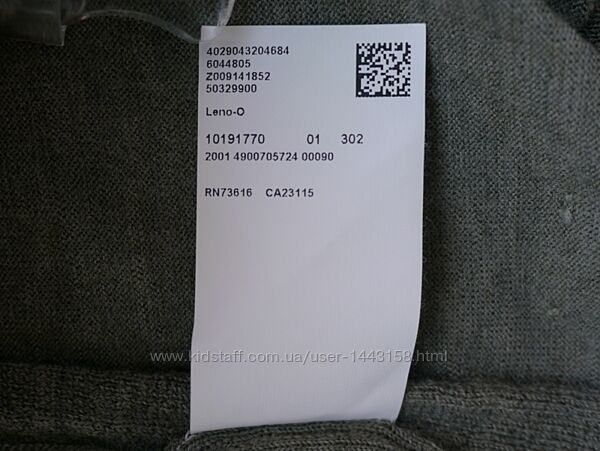 4029043204684
6044805
Z009141852
50329900
Leno-O
10191770 01 302
2001 4900705724 00090
RN73616 CA23115
www.kidstaff.com.ua/user-1443158.html